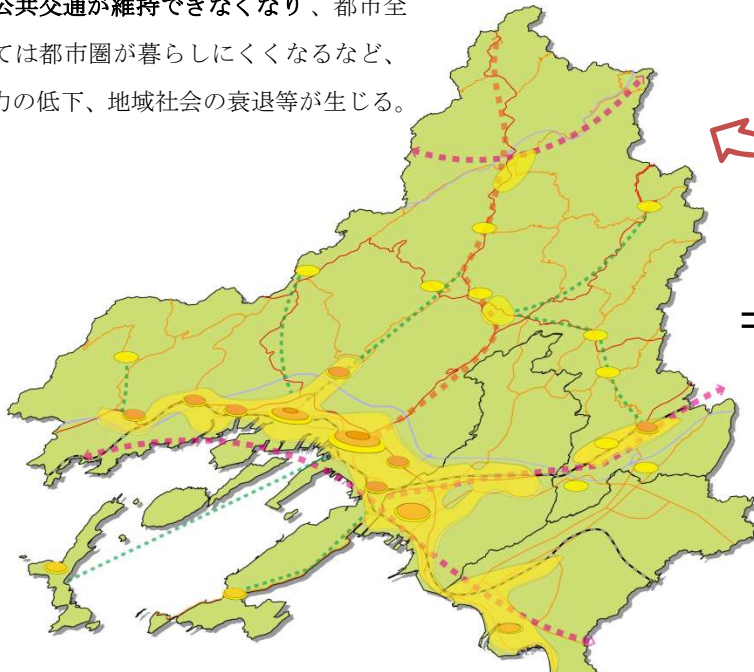 公共交通が維持できなくなり、都市全
ては都市圏が暮らしにくくなるなど、
力の低下、地域社会の衰退等が生じる。